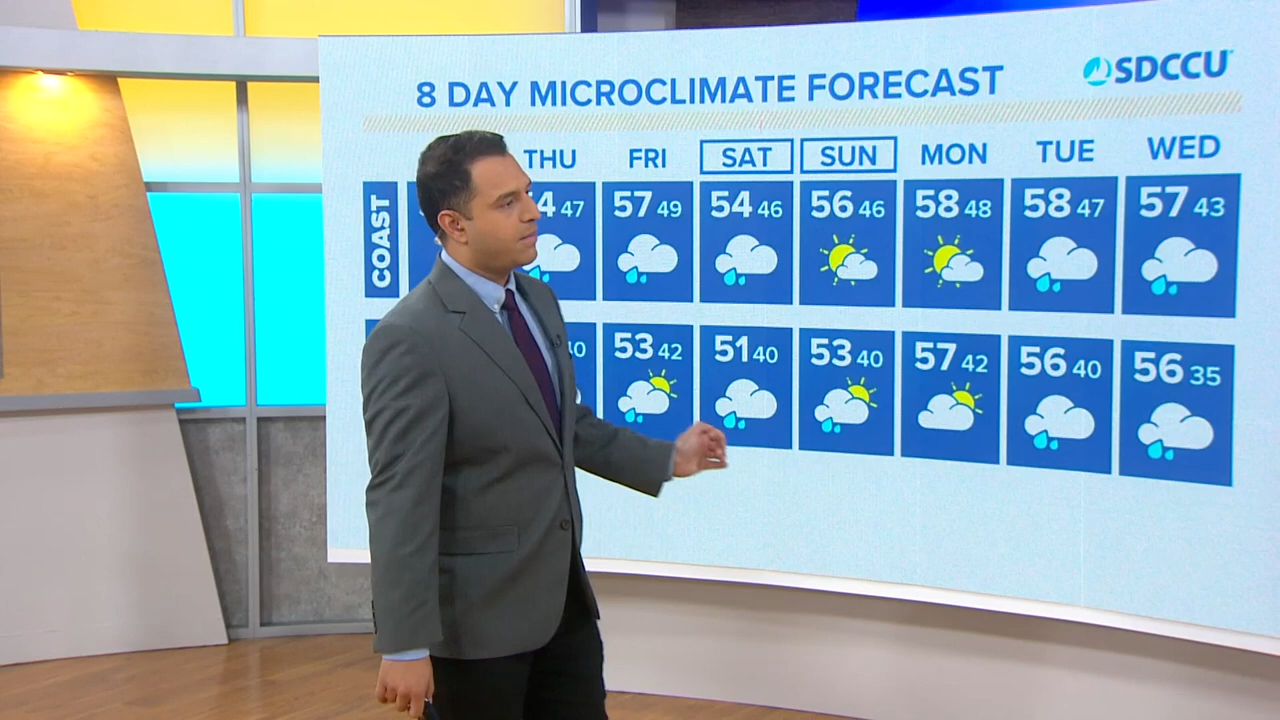 8 DAY MICROCLIMATE FORECAST
SDCCU
THU FRI SAT SUN MON TUE WED
COAST
47 57 49 54 46 56 46 58 48 58 47 57 43
53 42 51 40 53 40 57 42 56 40 56 35